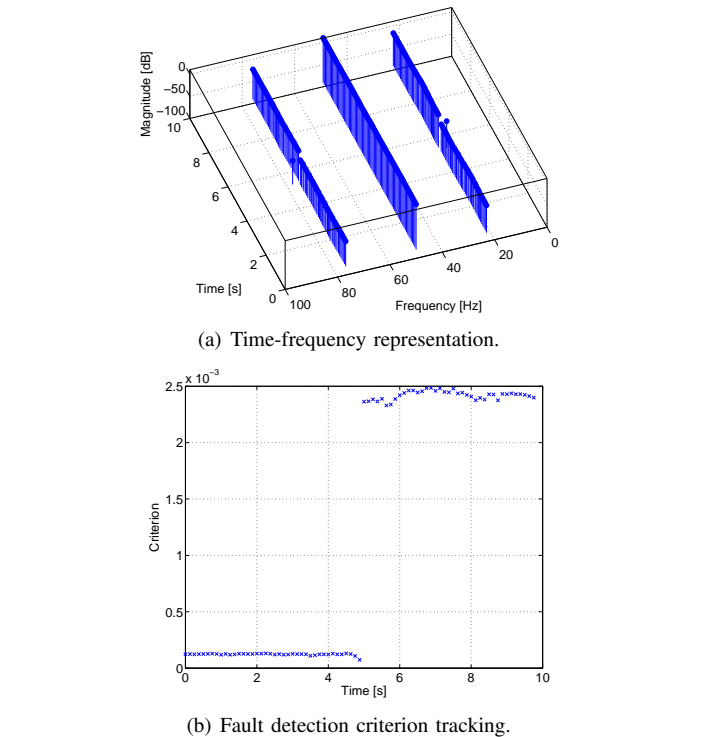 Magnitude [dB]
0
−50
−100
10
8
6
4
2
0
Time [s]
100
80
60
40
20
0
Frequency [Hz]
(a) Time-frequency representation.
x 10⁻³
2.5
2
1.5
1
0.5
0
Criterion
0 2 4 6 8 10
Time [s]
(b) Fault detection criterion tracking.